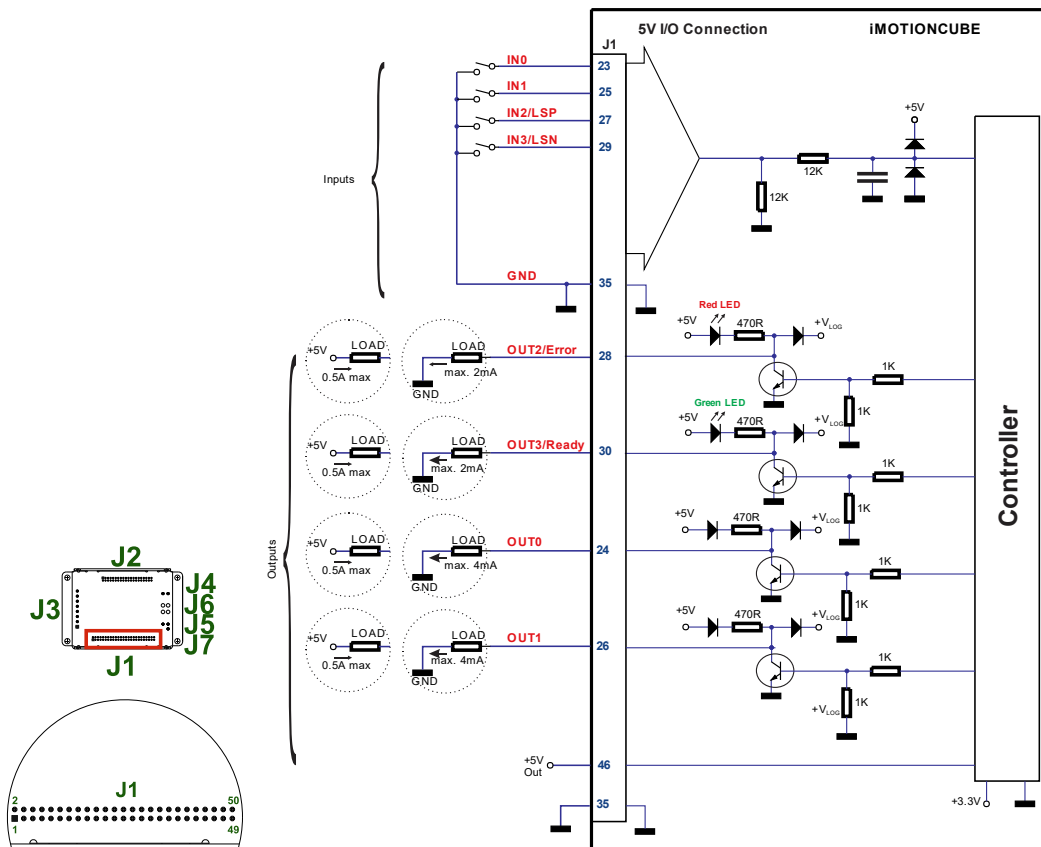 5V I/O Connection
iMOTIONCUBE
J1
IN0
23
IN1
25
IN2/LSP
27
IN3/LSN
29
Inputs
+5V
12K
12K
GND
35
Red LED
+5V
470R
+VLOG
+5V
LOAD
0.5A max
LOAD
max. 2mA
GND
OUT2/Error
28
1K
1K
+VLOG
Green LED
+5V
470R
+VLOG
+5V
LOAD
0.5A max
LOAD
max. 2mA
GND
OUT3/Ready
30
1K
1K
+VLOG
+5V
470R
+VLOG
+5V
LOAD
0.5A max
LOAD
max. 4mA
GND
OUT0
24
1K
1K
+VLOG
+5V
470R
+5V
LOAD
0.5A max
LOAD
max. 4mA
GND
OUT1
26
1K
1K
+VLOG
Outputs
Controller
+5V
Out
46
35
+3.3V
J2
J3
J4
J6
J5
J7
J1
J1
2
50
1
49